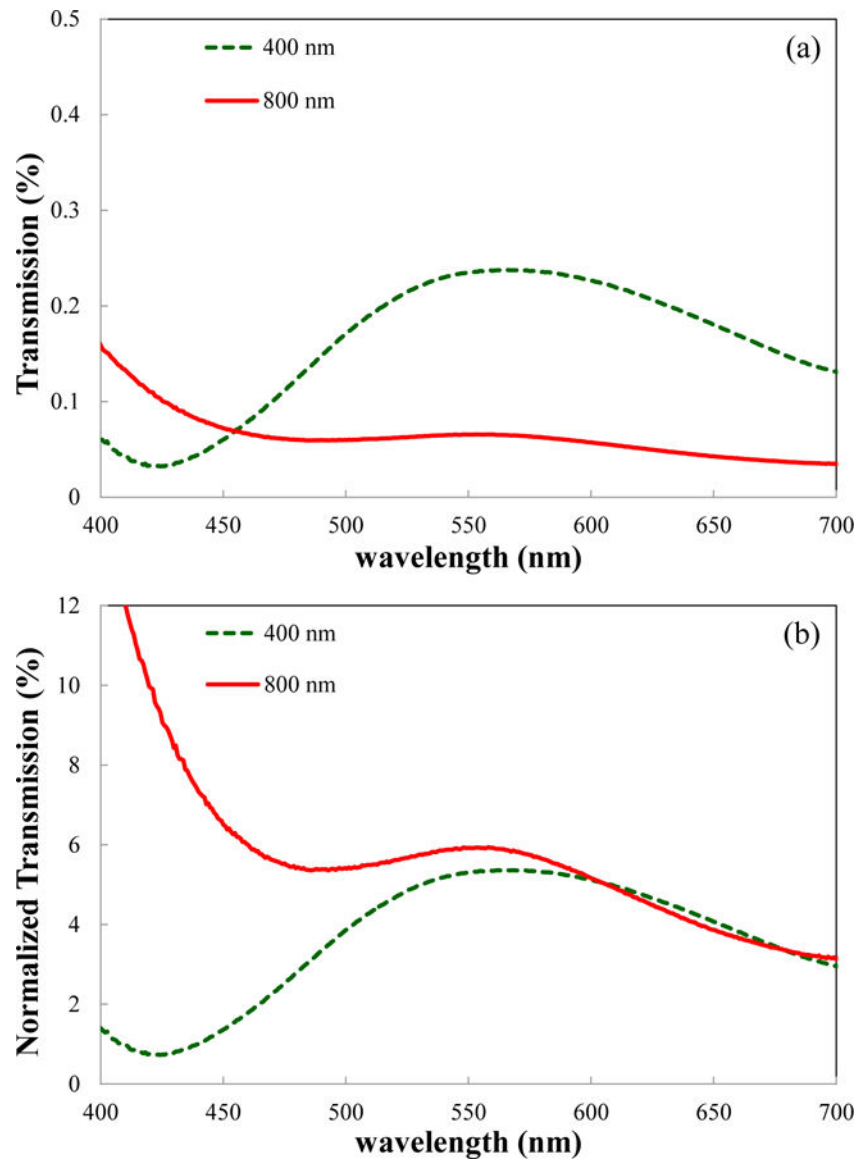 (a)
400 nm
800 nm
Transmission (%)
0.5
0.4
0.3
0.2
0.1
0
400 450 500 550 600 650 700
wavelength (nm)
(b)
400 nm
800 nm
Normalized Transmission (%)
12
10
8
6
4
2
0
400 450 500 550 600 650 700
wavelength (nm)